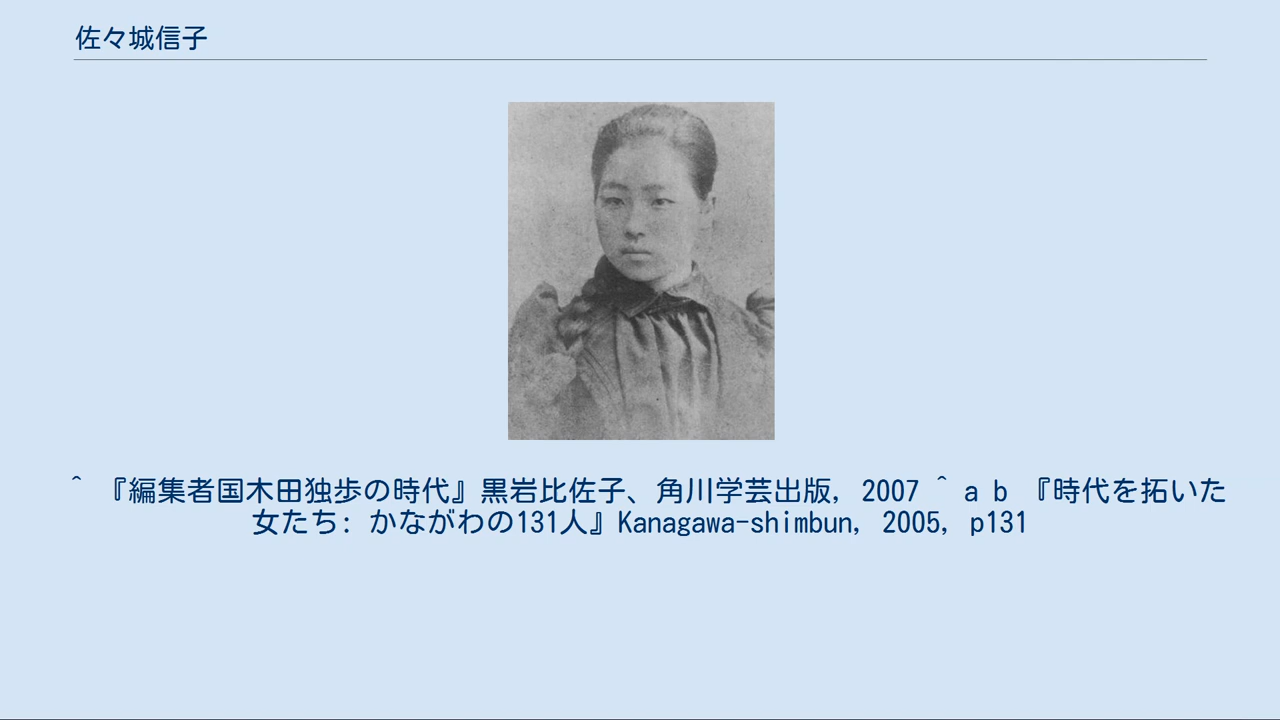 佐々城信子
^ 『編集者国木田独歩の時代』黒岩比佐子、角川学芸出版, 2007 ^ a b 『時代を拓いた
女たち: かながわの131人』Kanagawa-shimbun, 2005, p131